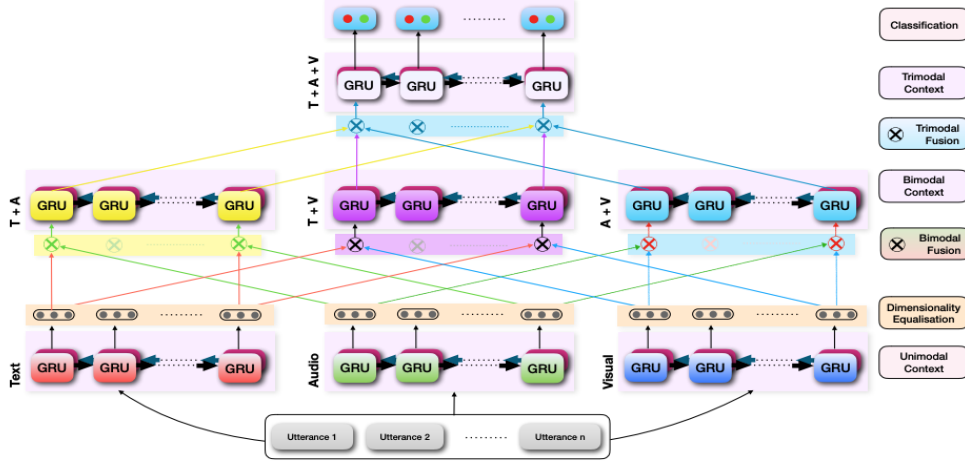 Classification
T + A + V
GRU GRU GRU
Trimodal
Context
Trimodal
Fusion
T + A
GRU GRU GRU
T + V
GRU GRU GRU
A + V
GRU GRU GRU
Bimodal
Context
Bimodal
Fusion
Dimensionality
Equalisation
Text
GRU GRU GRU
Audio
GRU GRU GRU
Visual
GRU GRU GRU
Unimodal
Context
Utterance 1 Utterance 2 Utterance n